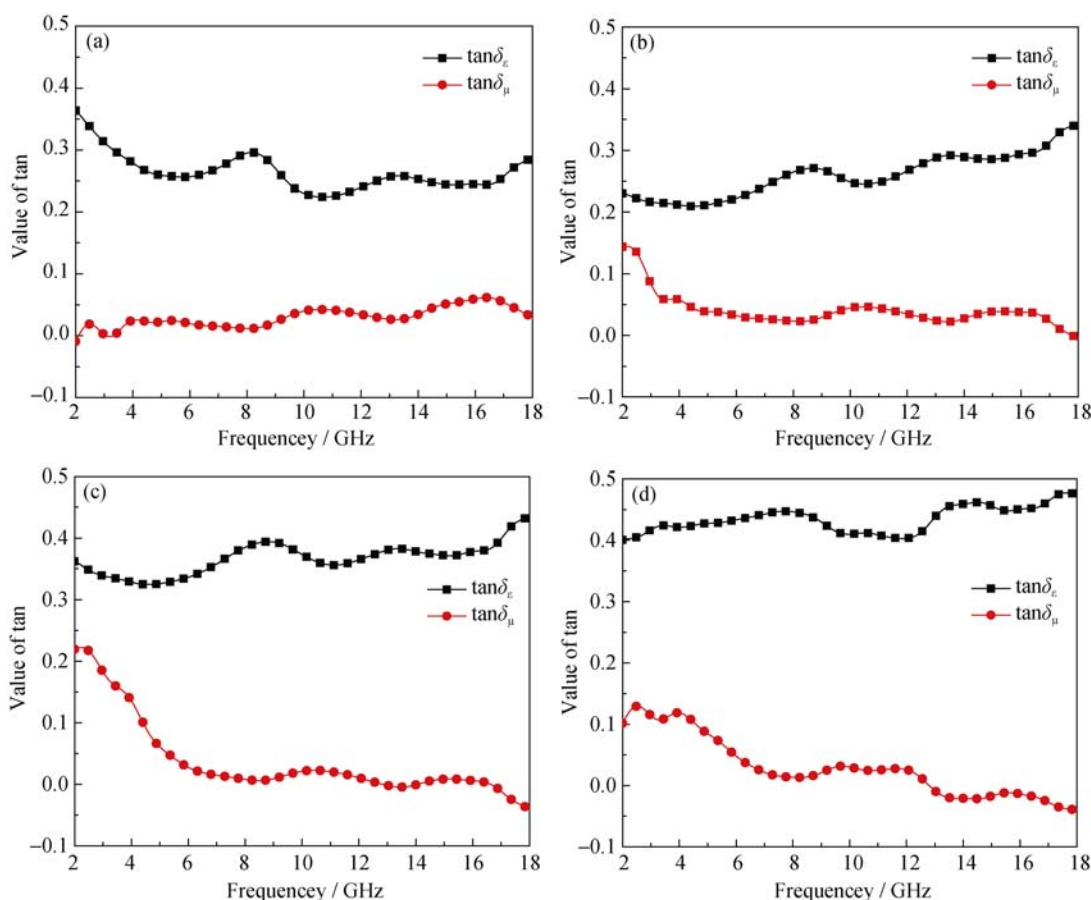 (a)
tanδε
tanδμ
Value of tan
0.5
0.4
0.3
0.2
0.1
0.0
–0.1
2 4 6 8 10 12 14 16 18
Frequencey / GHz
(b)
tanδε
tanδμ
Value of tan
0.5
0.4
0.3
0.2
0.1
0.0
–0.1
2 4 6 8 10 12 14 16 18
Frequencey / GHz
(c)
tanδε
tanδμ
Value of tan
0.5
0.4
0.3
0.2
0.1
0.0
–0.1
2 4 6 8 10 12 14 16 18
Frequencey / GHz
(d)
tanδε
tanδμ
Value of tan
0.5
0.4
0.3
0.2
0.1
0.0
–0.1
2 4 6 8 10 12 14 16 18
Frequencey / GHz